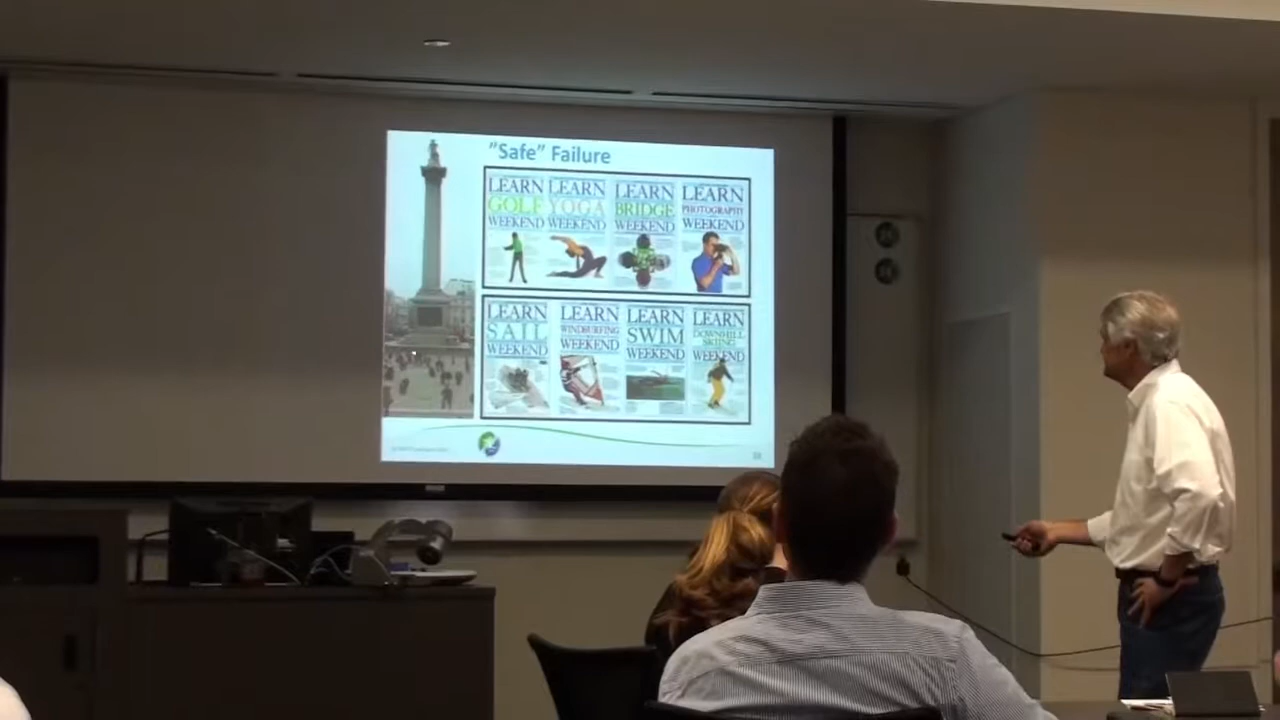 "Safe" Failure
LEARN
GOLF
WEEKEND
LEARN
YOGA
WEEKEND
LEARN
BRIDGE
WEEKEND
LEARN
PHOTOGRAPHY
WEEKEND
LEARN
SAIL
WEEKEND
LEARN
WINDSURFING
WEEKEND
LEARN
SWIM
WEEKEND
LEARN
DOWNHILL
SKIING
WEEKEND